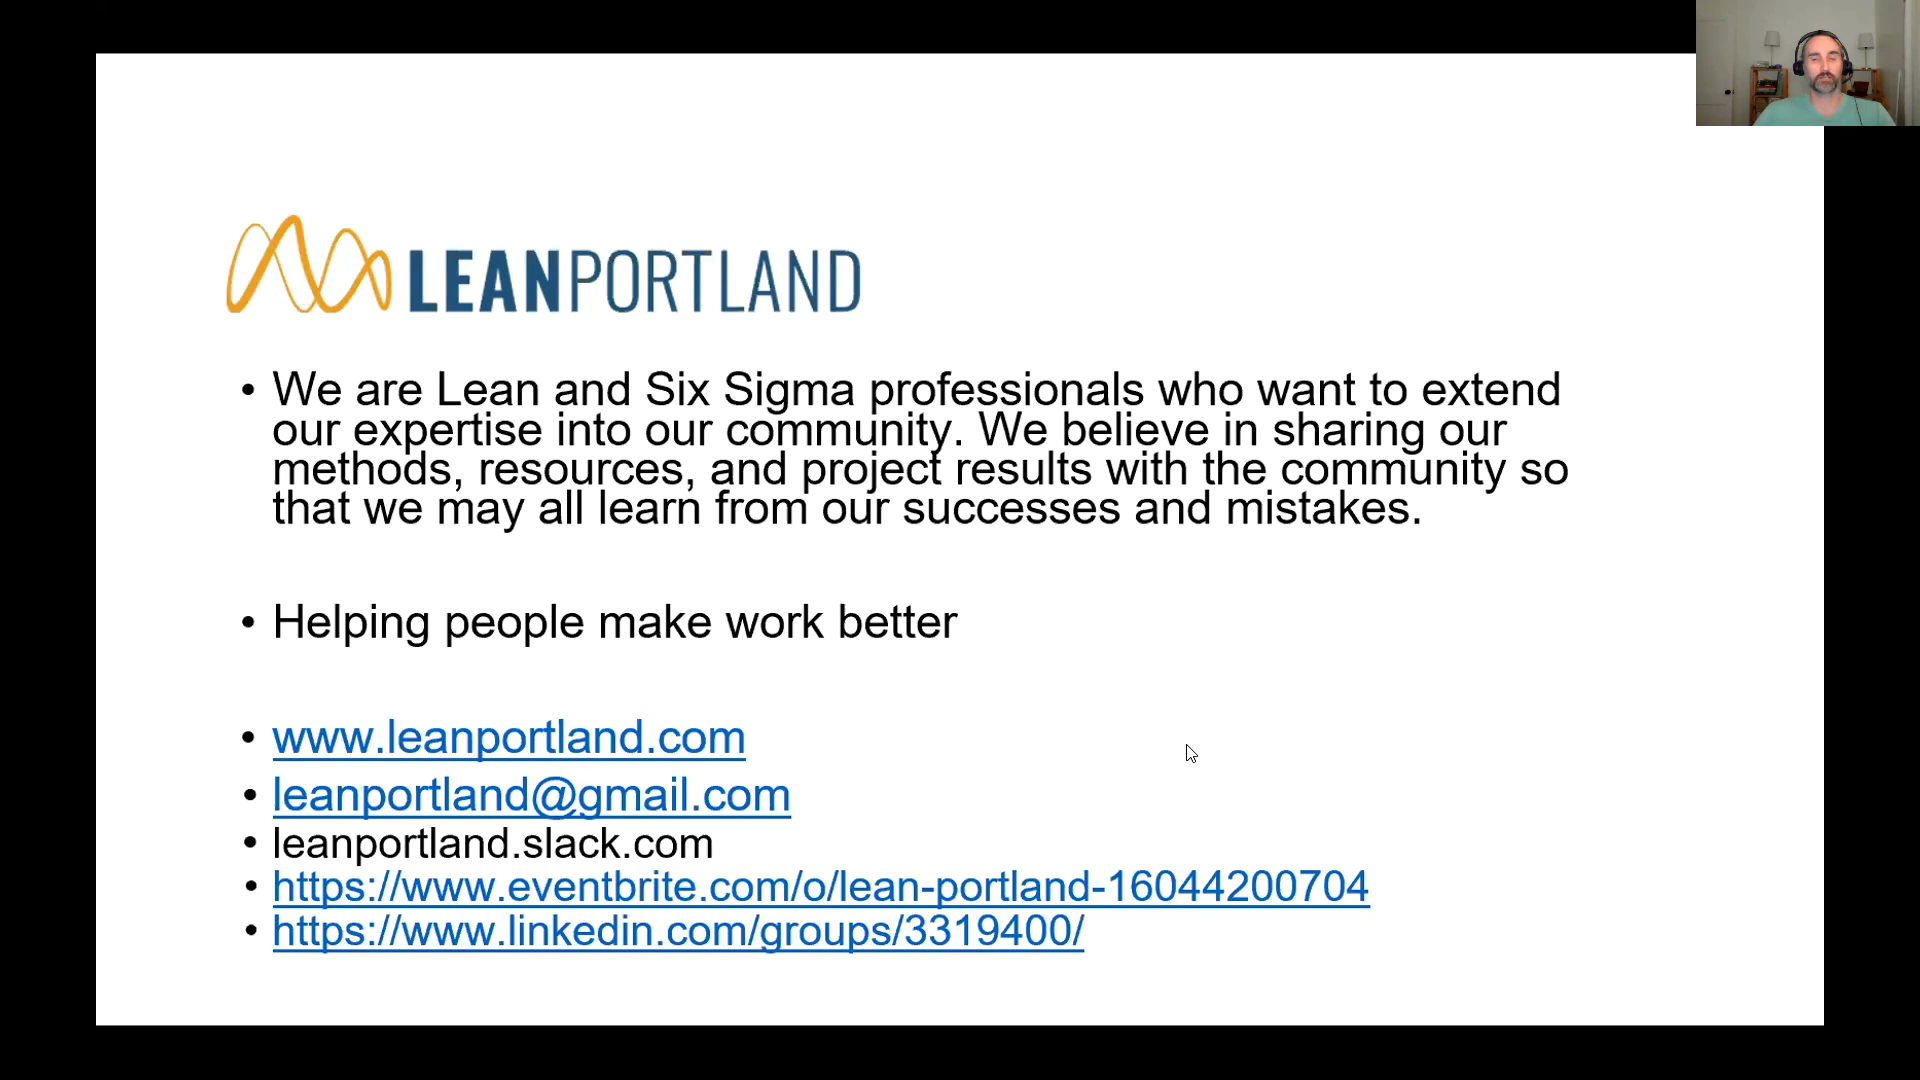 LEANPORTLAND
• We are Lean and Six Sigma professionals who want to extend
our expertise into our community. We believe in sharing our
methods, resources, and project results with the community so
that we may all learn from our successes and mistakes.
• Helping people make work better
• www.leanportland.com
• leanportland@gmail.com
• leanportland.slack.com
• https://www.eventbrite.com/o/lean-portland-16044200704
• https://www.linkedin.com/groups/3319400/